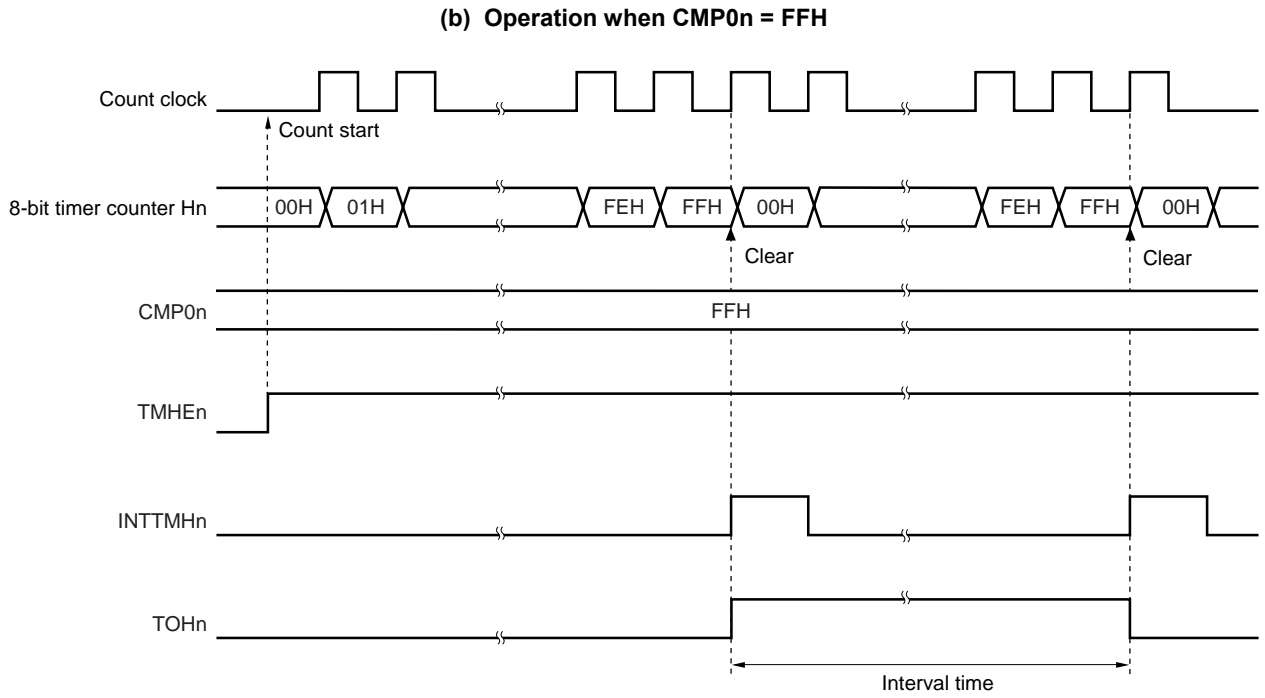 (b) Operation when CMP0n = FFH
Count clock
Count start
8-bit timer counter Hn
00H 01H FEH FFH 00H FEH FFH 00H
Clear Clear
CMP0n
FFH
TMHEn
INTTMHn
TOHn
Interval time